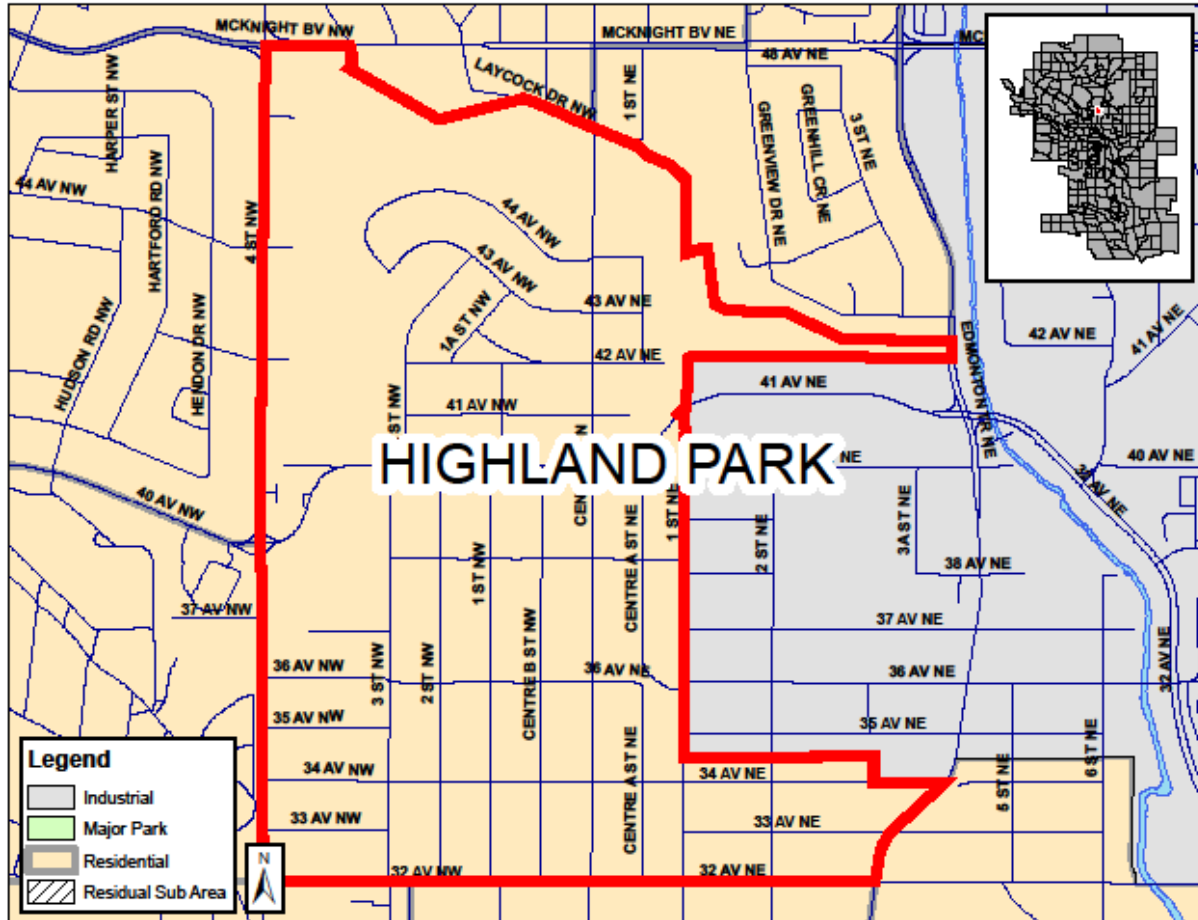 MCKNIGHT BV NW
MCKNIGHT BV NE
MC
LAYCOCK DR NW
48 AV NE
HARPER ST NW
1 ST NE
GREENHILL CR NE
3 ST NE
GREENVIEW DR NE
44 AV NW
HARTFORD RD NW
4 ST NW
44 AV NW
43 AV NW
HUDSON RD NW
HENDON DR NW
1A ST NW
43 AV NE
42 AV NE
EDMONTON TR NE
42 AV NE
41 AV NE
41 AV NE
41 AV NW
ST NW
HIGHLAND PARK
AV NE
40 AV NE
40 AV NW
CEN
N
1 ST NE
2 ST NE
3A ST NE
38 AV NE
1 ST NW
CENTRE A ST NE
37 AV NW
37 AV NE
CENTRE B ST NW
36 AV NW
3 ST NW
2 ST NW
36 AV NE
36 AV NE
32 AV NE
35 AV NW
35 AV NE
34 AV NW
CENTRE A ST NE
34 AV NE
5 ST NE
6 ST NE
33 AV NW
33 AV NE
32 AV NW
32 AV NE
Legend
Industrial
Major Park
Residential
Residual Sub Area
N